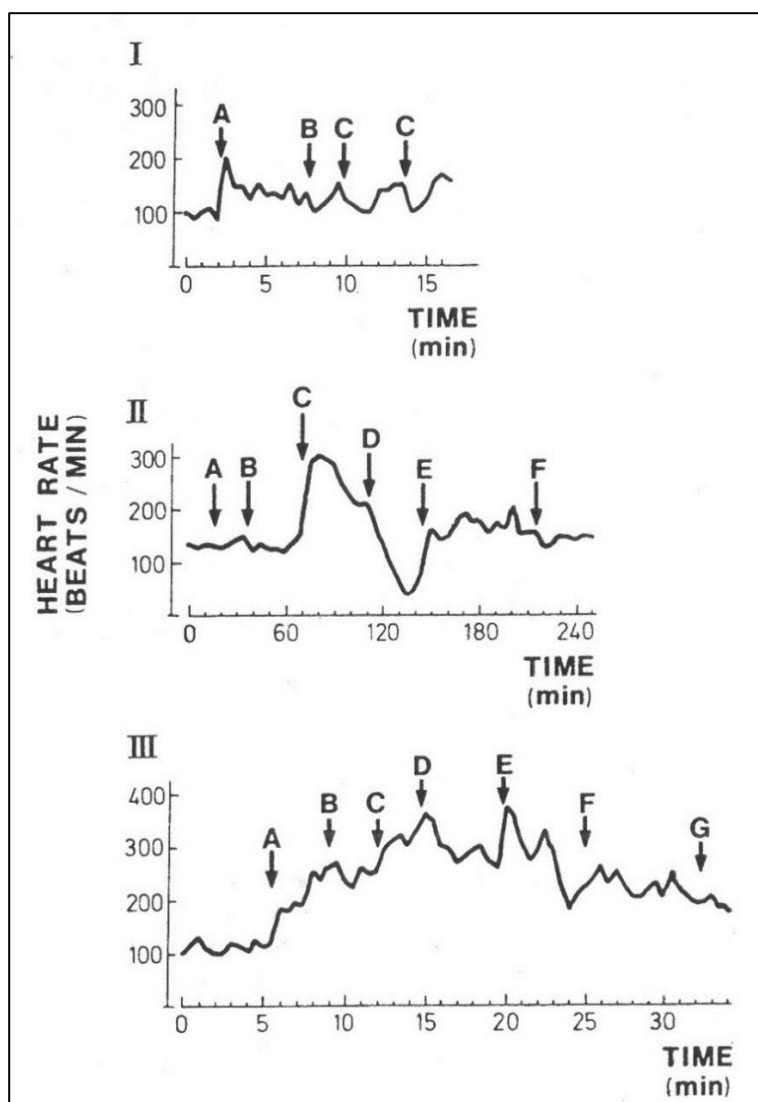 I
300
200
100
A
B
C
C
0
5
10
15
TIME
(min)
HEART RATE
(BEATS / MIN)
II
300
200
100
A
B
C
D
E
F
0
60
120
180
240
TIME
(min)
III
400
300
200
100
A
B
C
D
E
F
G
0
5
10
15
20
25
30
TIME
(min)